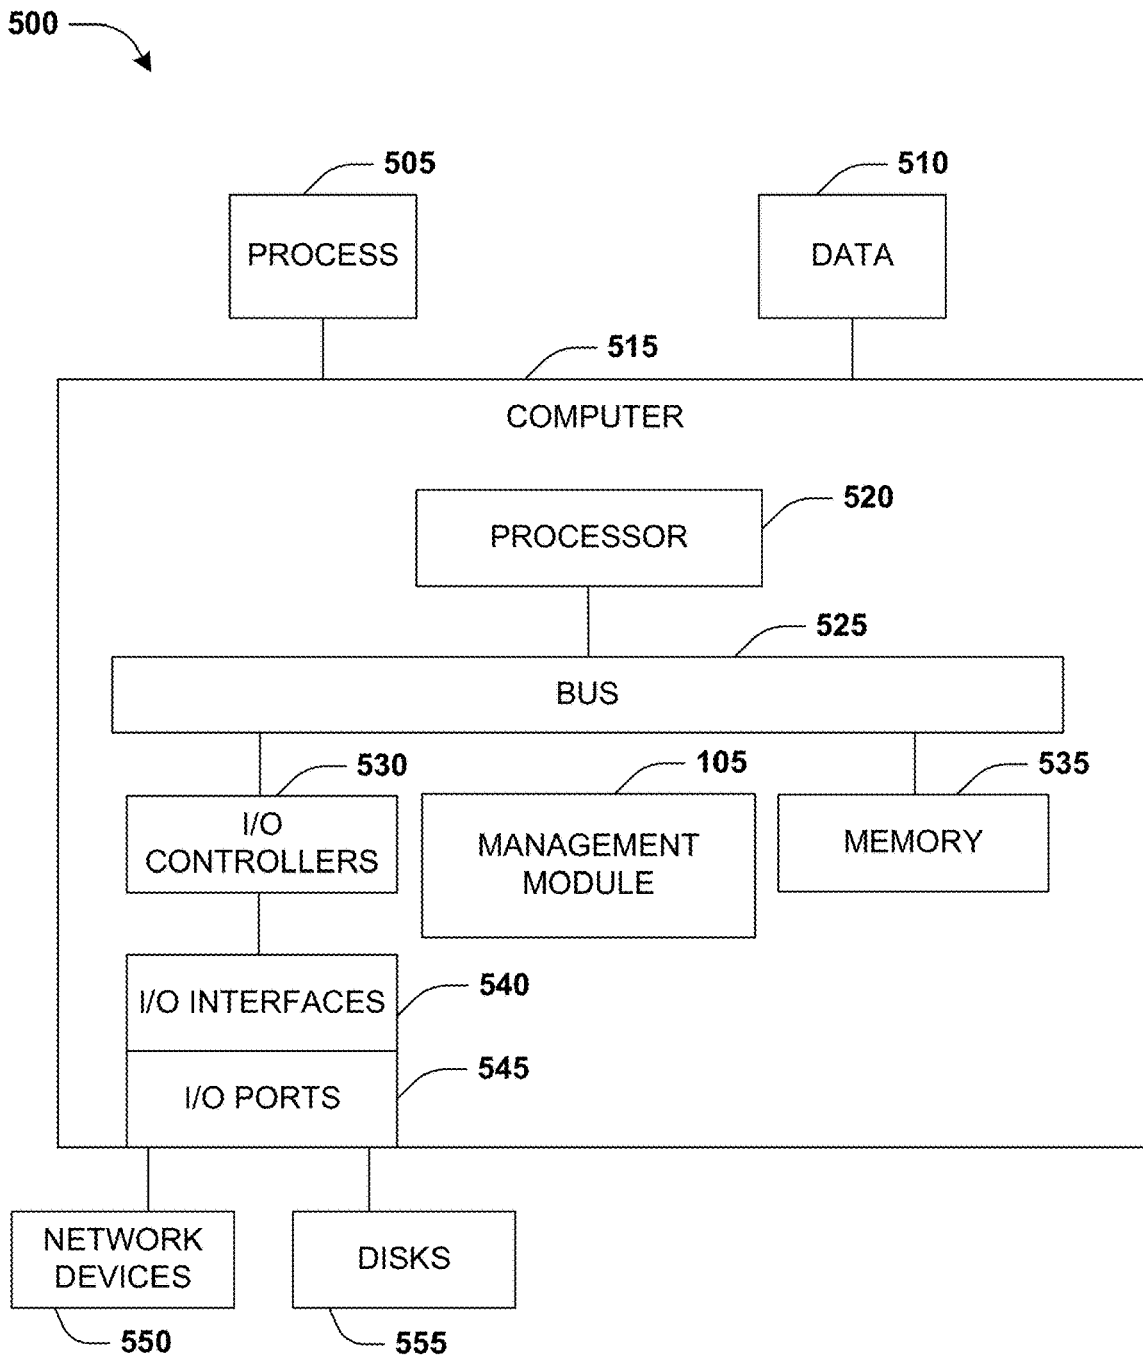 500
505
510
PROCESS
DATA
515
COMPUTER
520
PROCESSOR
525
BUS
530
105
535
I/O
CONTROLLERS
MANAGEMENT
MODULE
MEMORY
I/O INTERFACES
540
I/O PORTS
545
NETWORK
DEVICES
DISKS
550
555